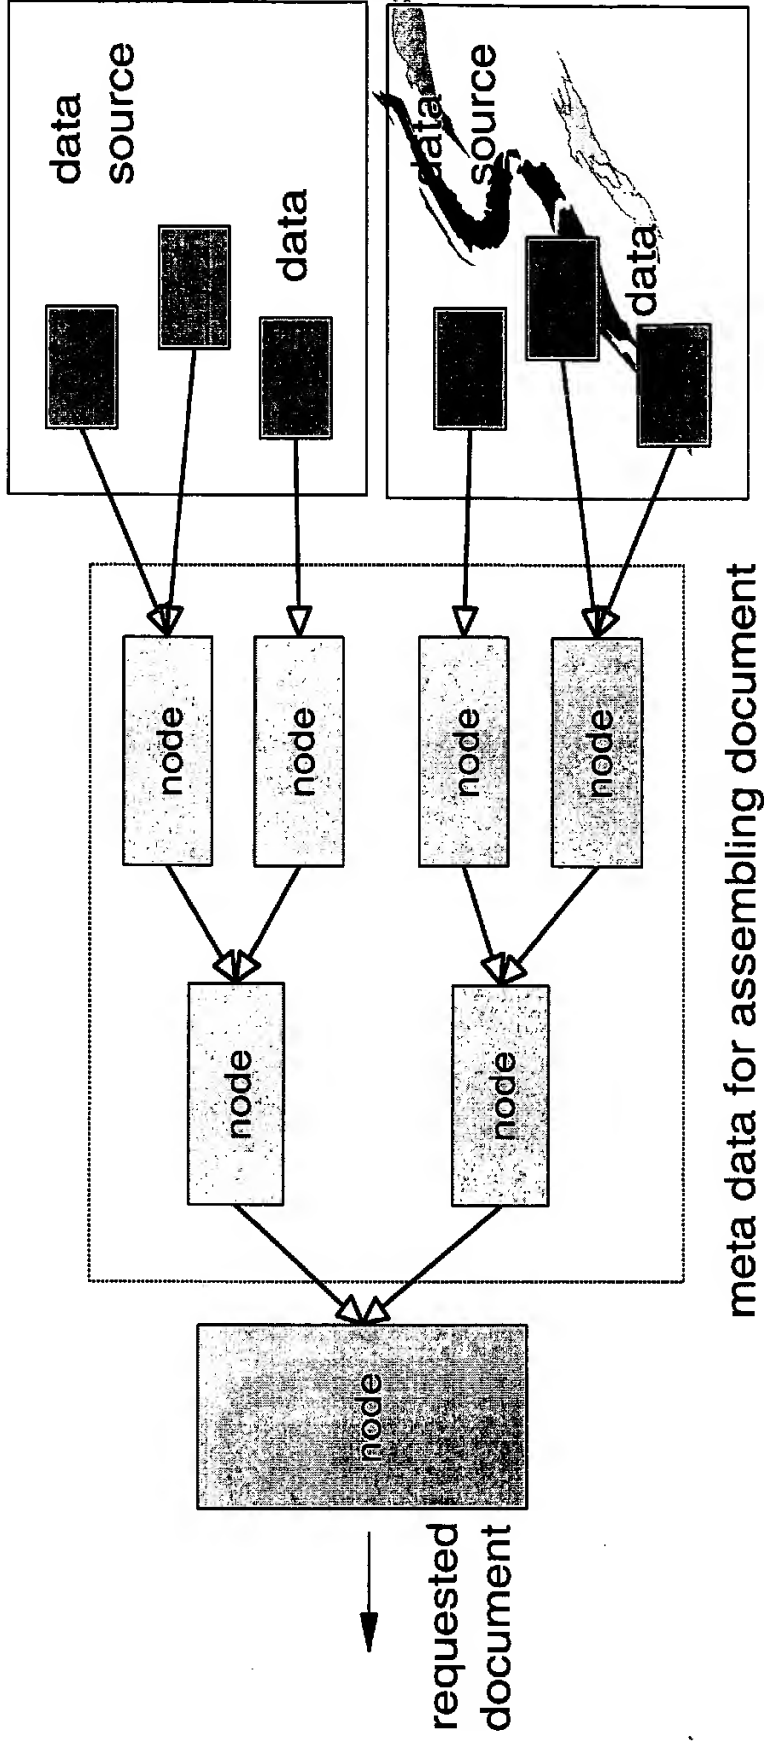 data
source
data
data
source
data
node
node
node
node
node
node
node
requested
document
meta data for assembling document